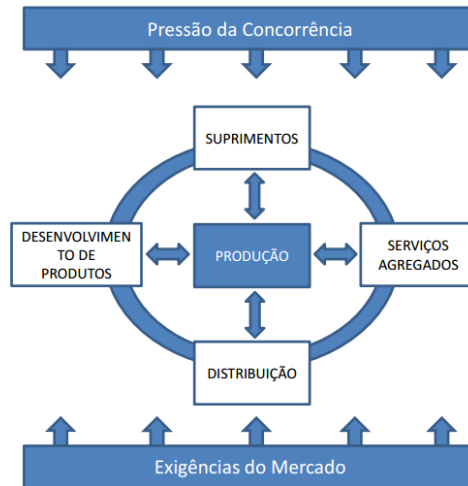 Pressão da Concorrência
SUPRIMENTOS
DESENVOLVIMEN
TO DE
PRODUTOS
PRODUÇÃO
SERVIÇOS
AGREGADOS
DISTRIBUIÇÃO
Exigências do Mercado